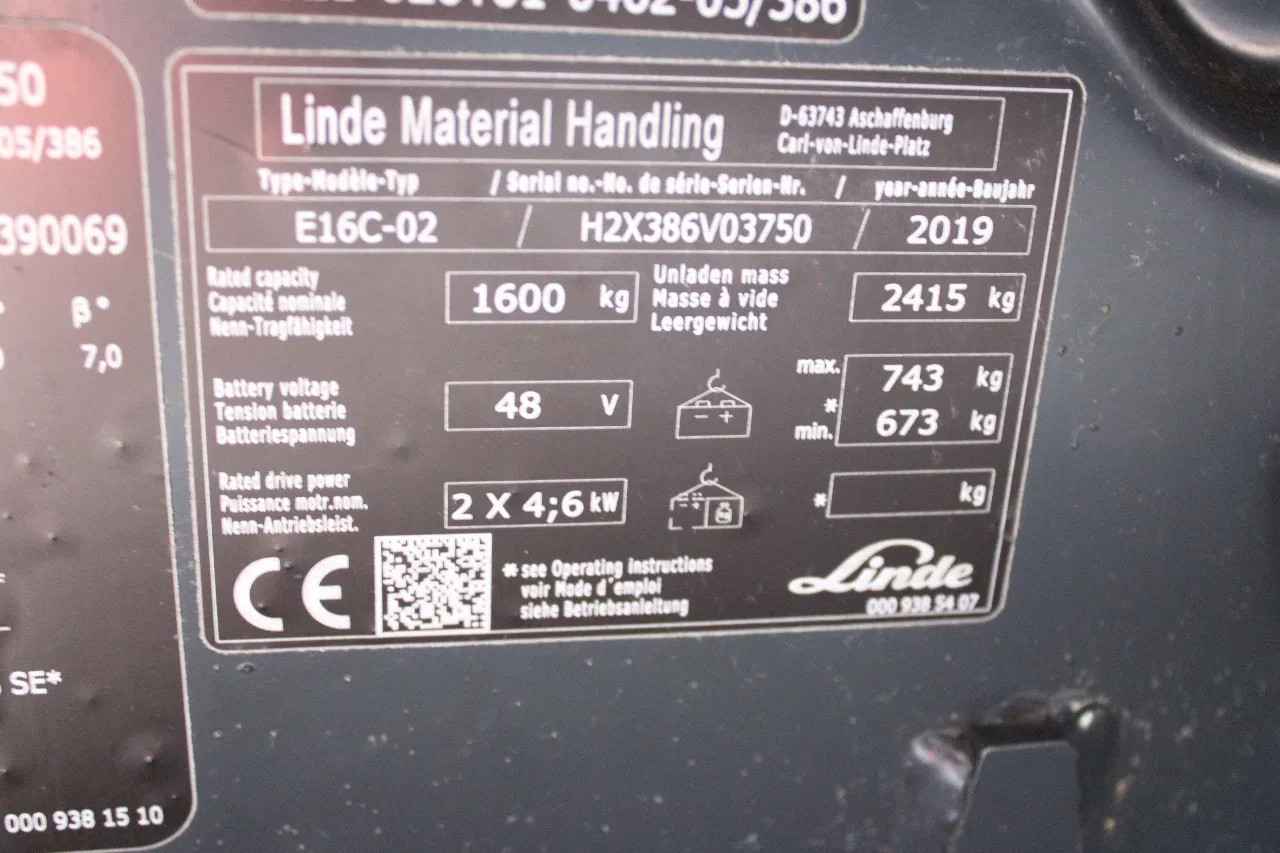 05/386
50
05/386
390069
β°
7,0
SE*
000 938 15 10
Linde Material Handling
D-63743 Aschaffenburg
Carl-von-Linde-Platz
Type-Modèle-Typ / Serial no.-No. de série-Serien-Nr. / year-année-Baujahr
E16C-02 / H2X386V03750 / 2019
Rated capacity
Capacité nominale
Nenn-Tragfähigkeit
1600 kg
Unladen mass
Masse à vide
Leergewicht
2415 kg
Battery voltage
Tension batterie
Batteriespannung
48 V
- +
max. 743 kg
*
min. 673 kg
Rated drive power
Puissance motr.nom.
Nenn-Antriebsleist.
2 X 4;6 kW
* kg
CE
* see Operating instructions
voir Mode d'emploi
siehe Betriebsanleitung
Linde
000 938 54 07